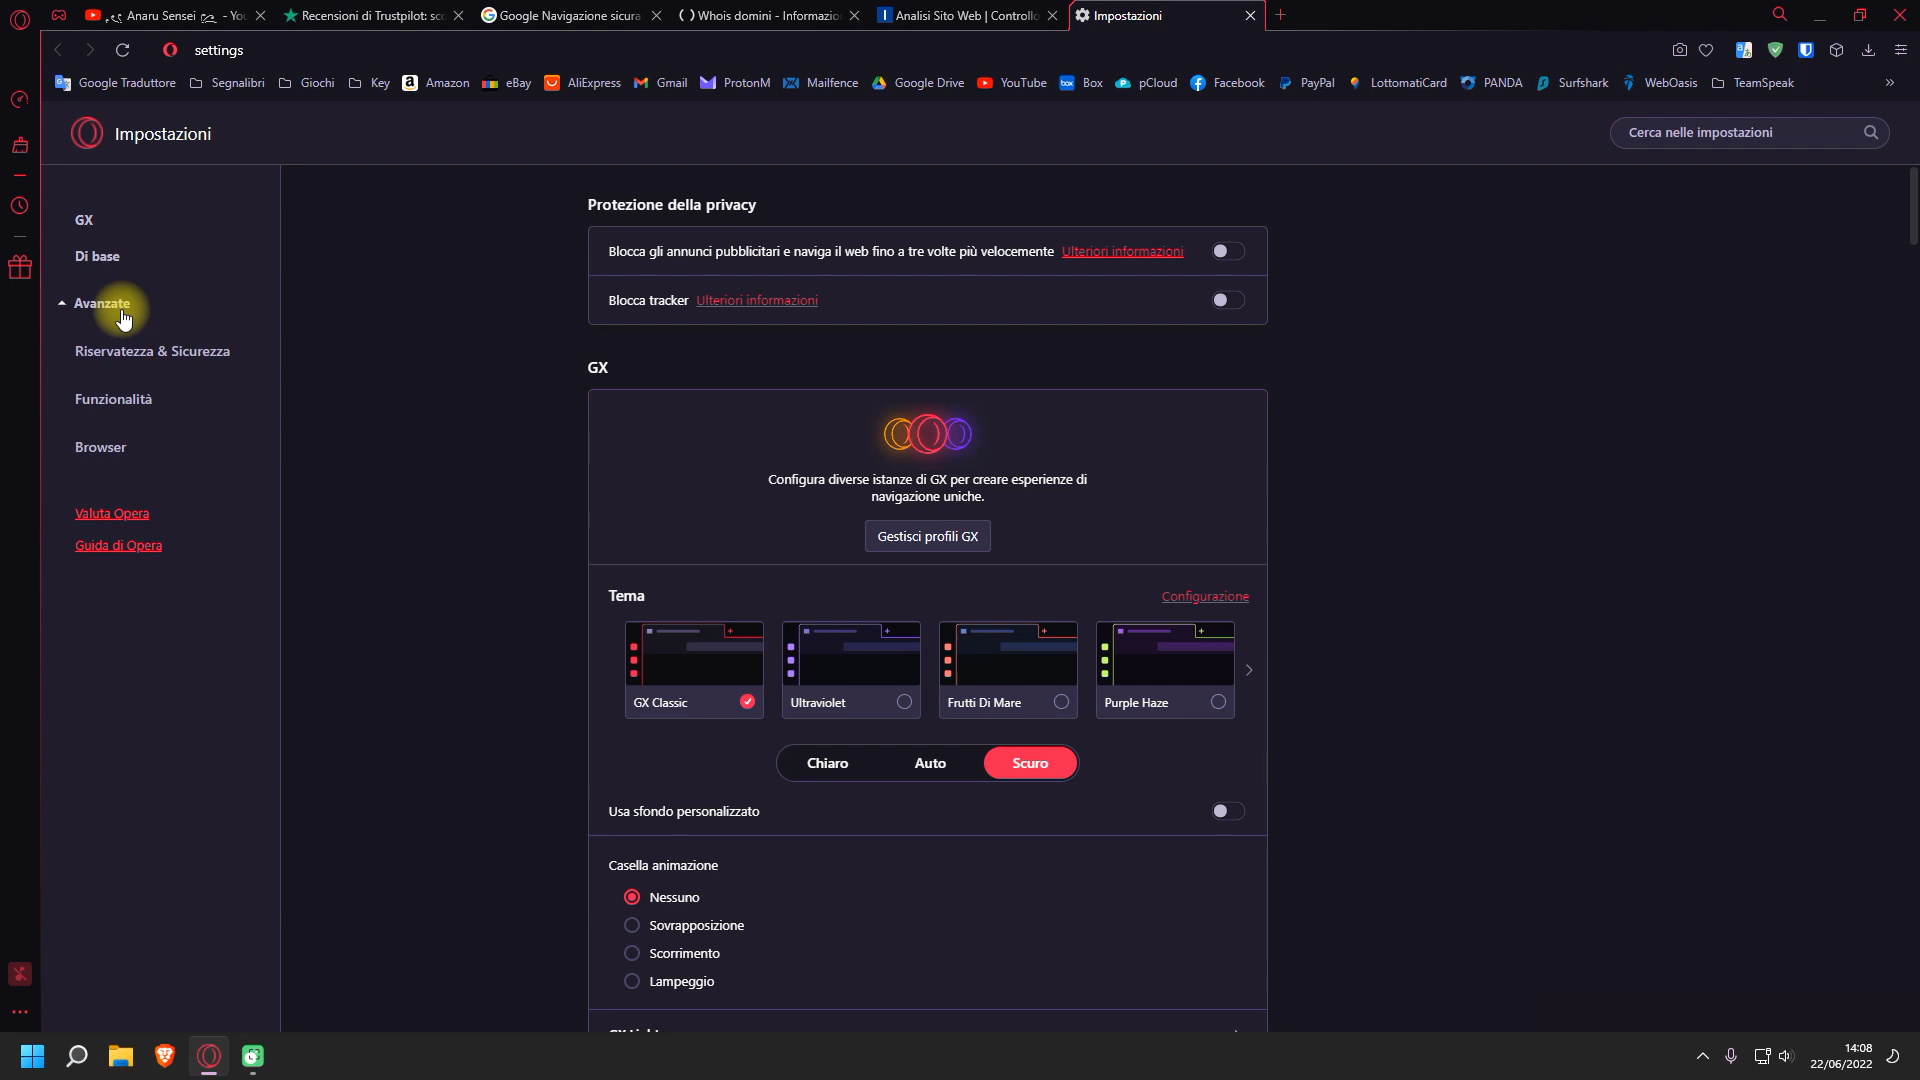 Anaru Sensei
Recensioni di Trustpilot: sco
Google Navigazione sicura
Whois domini - Informazio
Analisi Sito Web | Controllo
Impostazioni
settings
Google Traduttore
Segnalibri
Giochi
Key
Amazon
eBay
AliExpress
Gmail
ProtonM
Mailfence
Google Drive
YouTube
Box
pCloud
Facebook
PayPal
LottomatiCard
PANDA
Surfshark
WebOasis
TeamSpeak
»
Impostazioni
Cerca nelle impostazioni
GX
Di base
Avanzate
Riservatezza & Sicurezza
Funzionalità
Browser
Valuta Opera
Guida di Opera
Protezione della privacy
Blocca gli annunci pubblicitari e naviga il web fino a tre volte più velocemente Ulteriori informazioni
Blocca tracker Ulteriori informazioni
GX
Configura diverse istanze di GX per creare esperienze di
navigazione uniche.
Gestisci profili GX
Tema
Configurazione
GX Classic
Ultraviolet
Frutti Di Mare
Purple Haze
Chiaro
Auto
Scuro
Usa sfondo personalizzato
Casella animazione
Nessuno
Sovrapposizione
Scorrimento
Lampeggio
14:08
22/06/2022